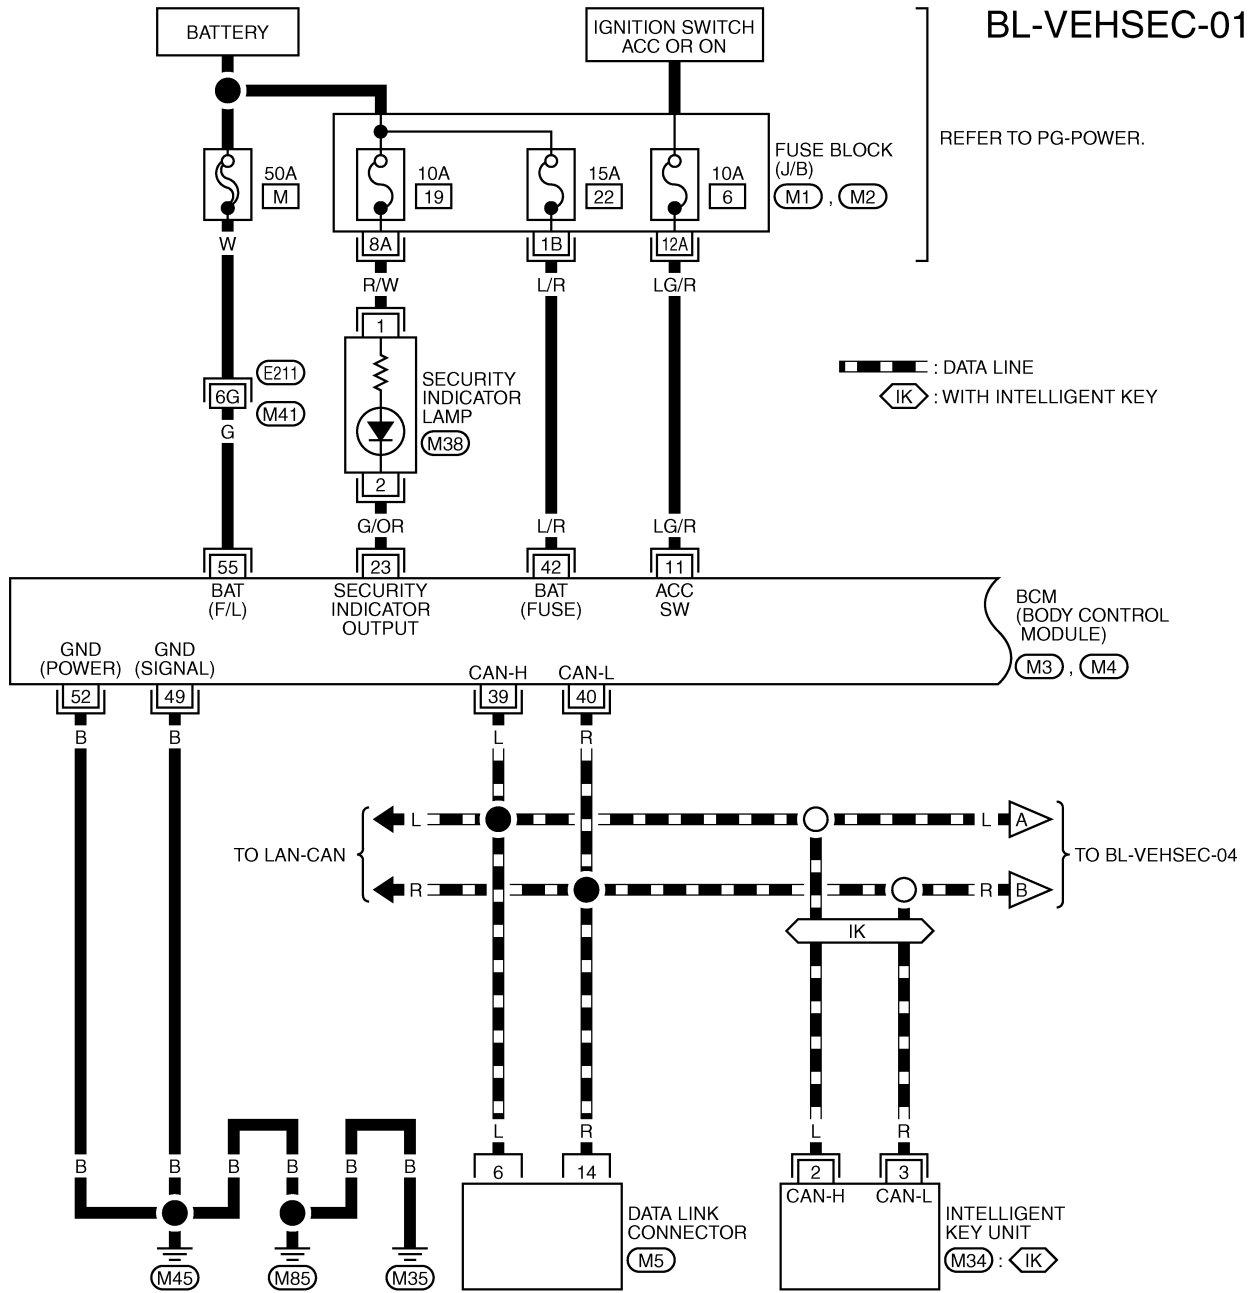 BL-VEHSEC-01
BATTERY
IGNITION SWITCH
ACC OR ON
REFER TO PG-POWER.
FUSE BLOCK
(J/B)
M1 , M2
50A
M
10A
19
15A
22
10A
6
W
8A
1B
12A
R/W
L/R
LG/R
1
E211
6G
M41
G
SECURITY
INDICATOR
LAMP
M38
: DATA LINE
IK : WITH INTELLIGENT KEY
2
G/OR
L/R
LG/R
55
23
42
11
BAT
(F/L)
SECURITY
INDICATOR
OUTPUT
BAT
(FUSE)
ACC
SW
BCM
(BODY CONTROL
MODULE)
M3 , M4
GND
(POWER)
GND
(SIGNAL)
CAN-H
CAN-L
52
49
39
40
B
B
L
R
L
L
A
TO LAN-CAN
TO BL-VEHSEC-04
R
R
B
IK
L
R
L
R
B
B
B
B
B
B
6
14
2
3
CAN-H
CAN-L
DATA LINK
CONNECTOR
M5
INTELLIGENT
KEY UNIT
M34 : IK
M45
M85
M35